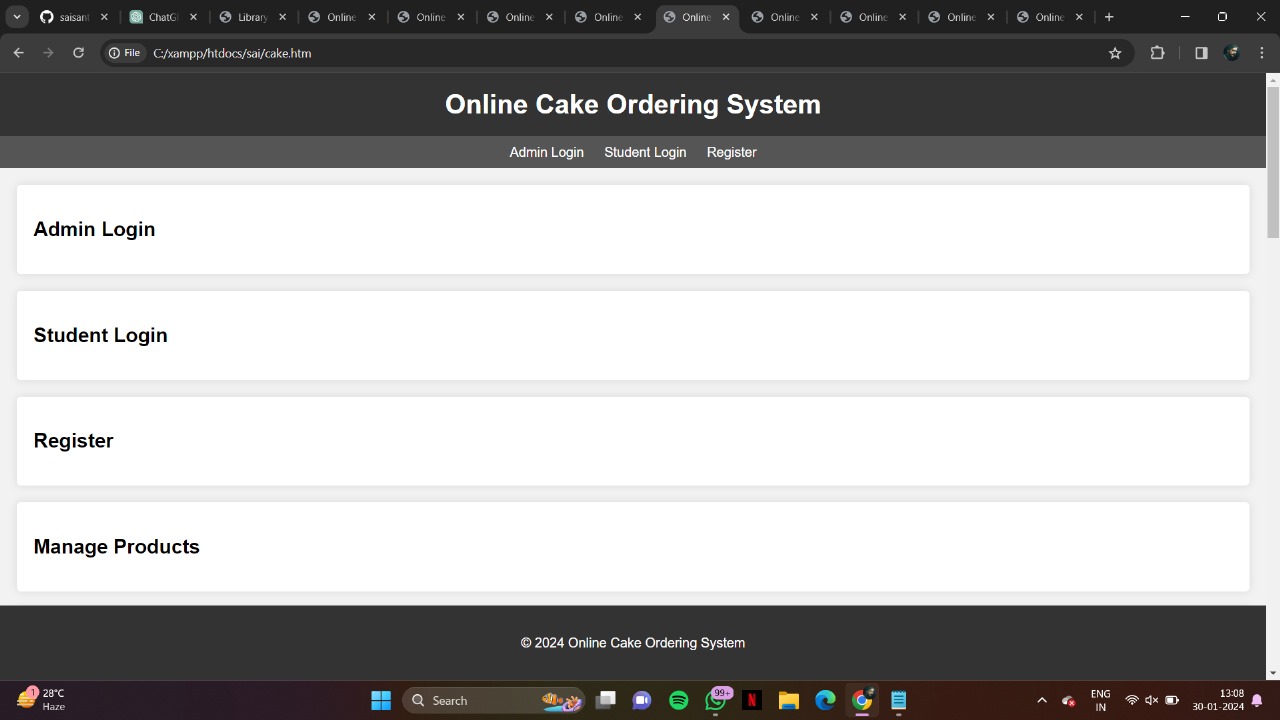 saisant
ChatG
Library
Online
Online
Online
Online
Online
Online
Online
Online
Online
File C:/xampp/htdocs/sai/cake.htm
Online Cake Ordering System
Admin Login Student Login Register
Admin Login
Student Login
Register
Manage Products
© 2024 Online Cake Ordering System
1
28°C
Haze
Search
99+
N
ENG
IN
13:08
30-01-2024